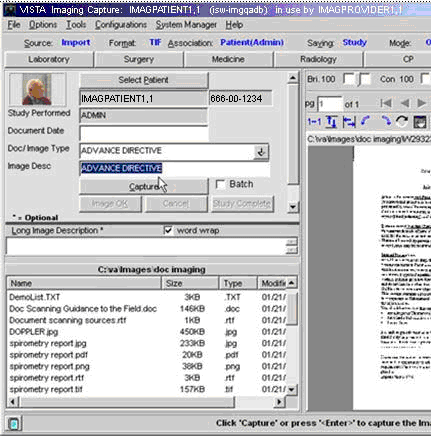 VISTA Imaging Capture: IMAGPATIENT1,1 (isw-imggqdb) in use by IMAGPROVIDER1,1
File Options Tools Configurations System Manager Help
Source: Import Format: TIF Association: Patient(Admin) Saving: Study Mode:
Laboratory Surgery Medicine Radiology CP
Select Patient
Bri. 100 Con 100
IMAGPATIENT1,1 666-00-1234
Study Performed ADMIN
pg 1 of 1
Document Date
Doc/Image Type ADVANCE DIRECTIVE
C:\va\Images\doc imaging\VV29323
Image Desc ADVANCE DIRECTIVE
Capture Batch
Image OK Cancel Study Complete
* = Optional
Long Image Description * word wrap
C:\va\Images\doc imaging
Name Size Type Modifi
DemoList.TXT 3KB .TXT 01/21/
Doc Scanning Guidance to the Field.doc 146KB .doc 01/21/
Document scanning sources.rtf 1KB .rtf 01/21/
DOPPLER.jpg 450KB .jpg 01/21/
spirometry report.jpg 233KB .jpg 01/21/
spirometry report.pdf 20KB .pdf 01/21/
spirometry report.png 38KB .png 01/21/
spirometry report.rtf 3KB .rtf 01/21/
spirometry report.tif 157KB .tif 01/21/
Click 'Capture' or press '<Enter>' to capture the Ima